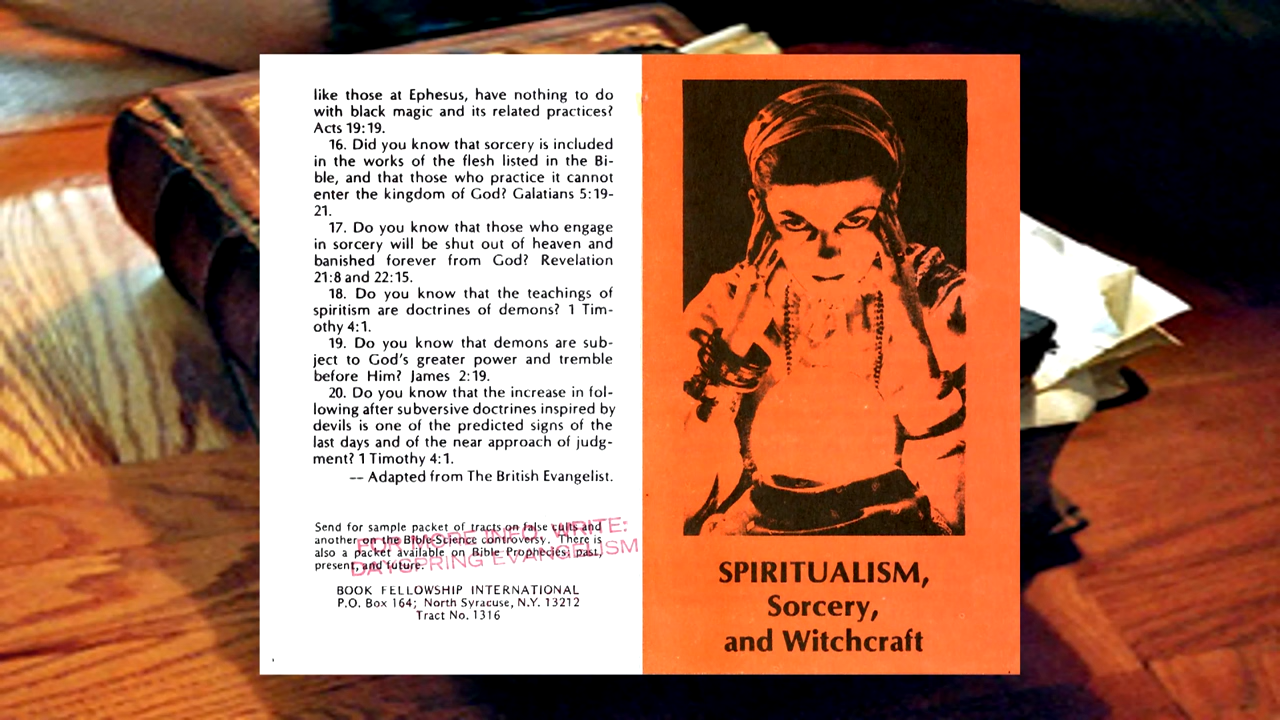 like those at Ephesus, have nothing to do
with black magic and its related practices?
Acts 19:19.
16. Did you know that sorcery is included
in the works of the flesh listed in the Bi-
ble, and that those who practice it cannot
enter the kingdom of God? Galatians 5:19-
21.
17. Do you know that those who engage
in sorcery will be shut out of heaven and
banished forever from God? Revelation
21:8 and 22:15.
18. Do you know that the teachings of
spiritism are doctrines of demons? 1 Tim-
othy 4:1.
19. Do you know that demons are sub-
ject to God's greater power and tremble
before Him? James 2:19.
20. Do you know that the increase in fol-
lowing after subversive doctrines inspired by
devils is one of the predicted signs of the
last days and of the near approach of judg-
ment? 1 Timothy 4:1.
-- Adapted from The British Evangelist.
Send for sample packet of tracts on false cults and
another on the Bible-Science controversy. There is
also a packet available on Bible Prophecies: past,
present, and future.
FOR MORE INFO. WRITE:
DAYSPRING EVANGELISM
BOOK FELLOWSHIP INTERNATIONAL
P.O. Box 164; North Syracuse, N.Y. 13212
Tract No. 1316
SPIRITUALISM,
Sorcery,
and Witchcraft